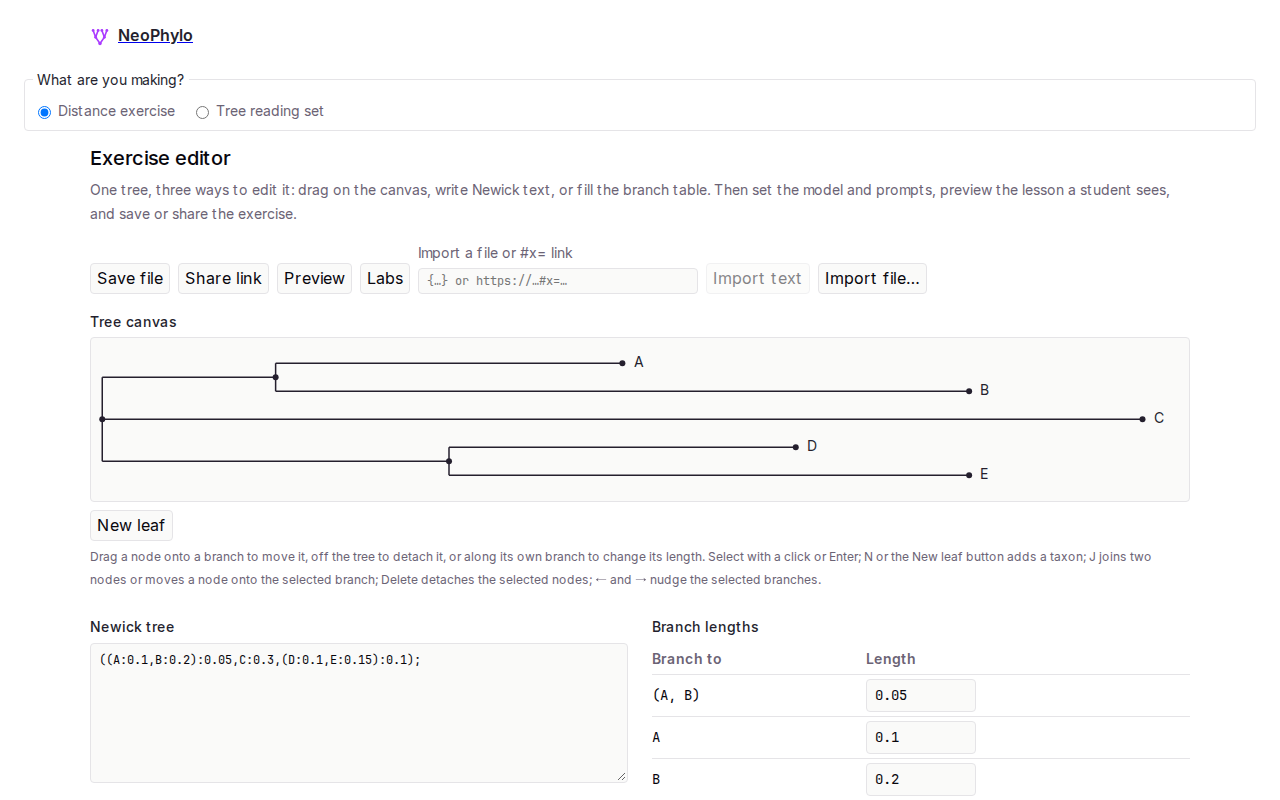 NeoPhylo
What are you making?
Distance exercise Tree reading set
Exercise editor
One tree, three ways to edit it: drag on the canvas, write Newick text, or fill the branch table. Then set the model and prompts, preview the lesson a student sees,
and save or share the exercise.
Import a file or #x= link
Save file Share link Preview Labs {…} or https://…#x=… Import text Import file…
Tree canvas
A
B
C
D
E
New leaf
Drag a node onto a branch to move it, off the tree to detach it, or along its own branch to change its length. Select with a click or Enter; N or the New leaf button adds a taxon; J joins two
nodes or moves a node onto the selected branch; Delete detaches the selected nodes; ← and → nudge the selected branches.
Newick tree
((A:0.1,B:0.2):0.05,C:0.3,(D:0.1,E:0.15):0.1);
Branch lengths
Branch to Length
(A, B) 0.05
A 0.1
B 0.2